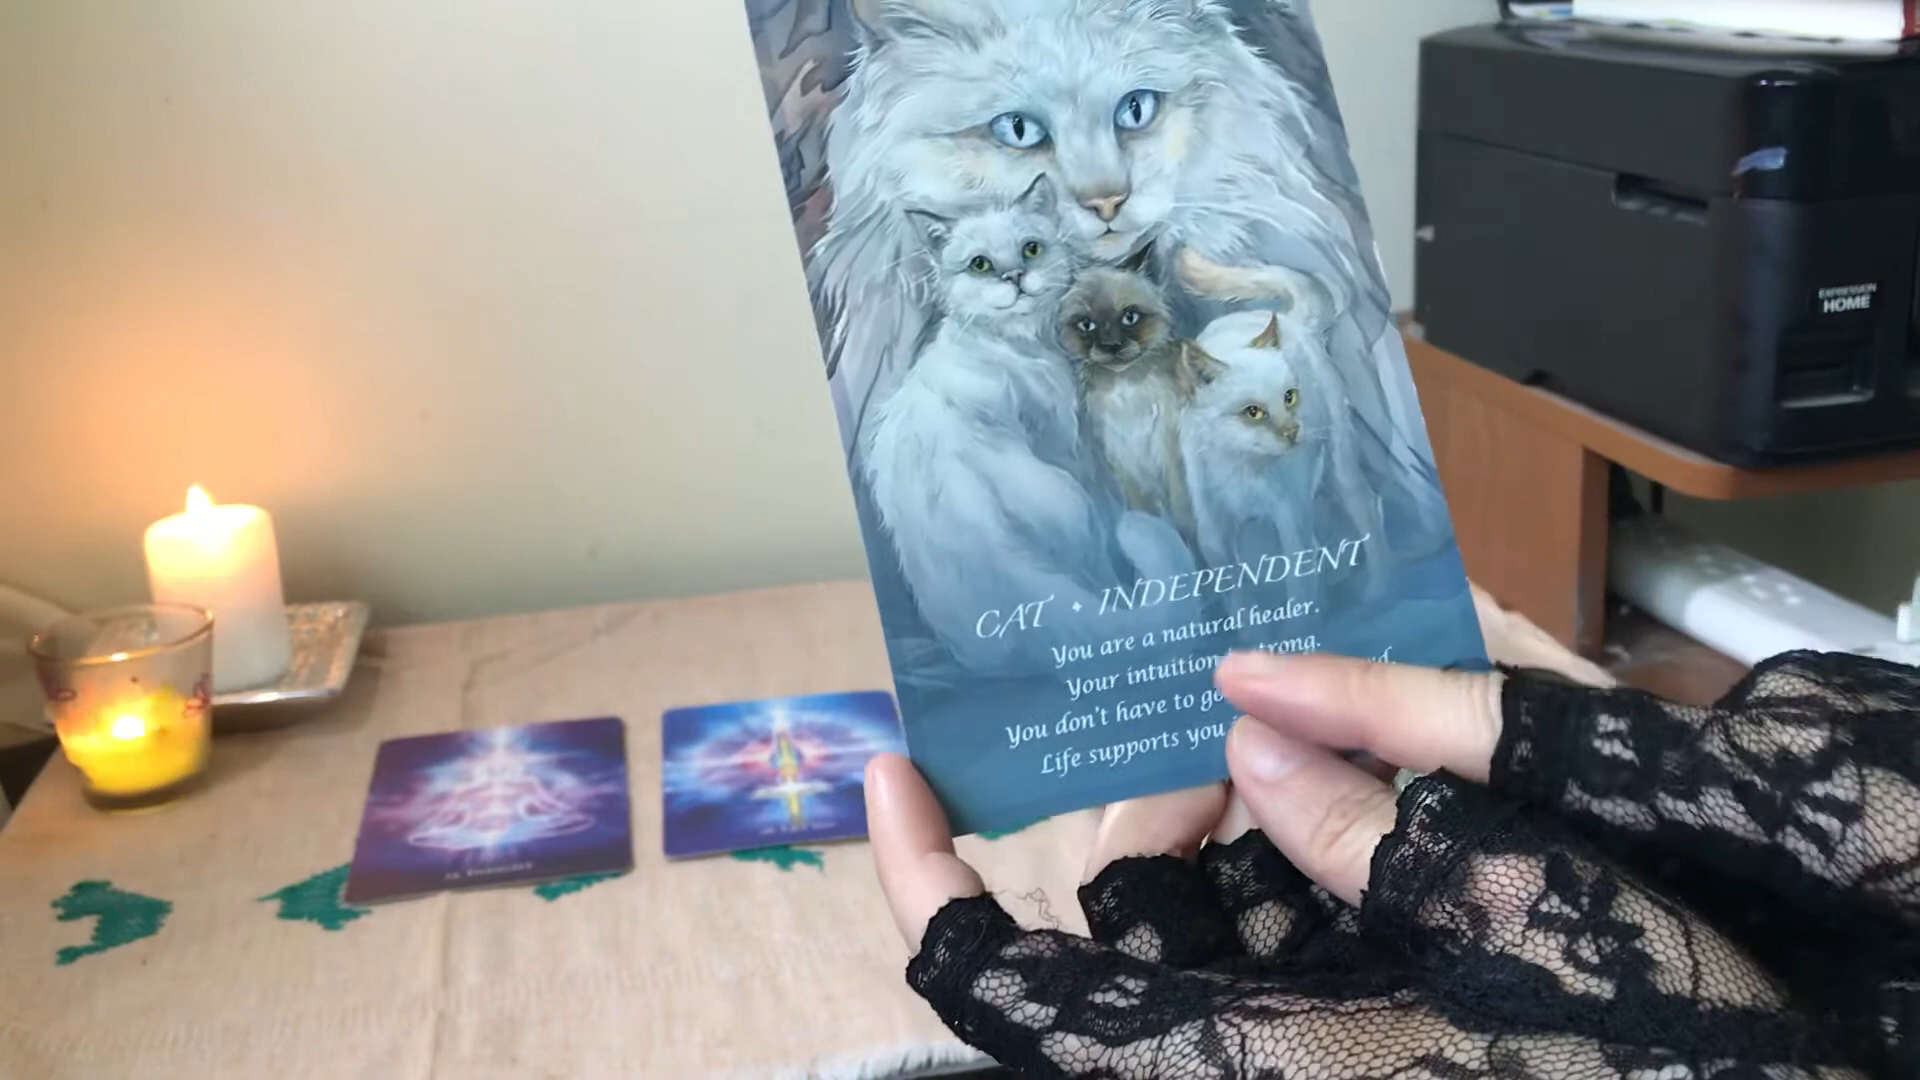 EXPRESSION
HOME
CAT • INDEPENDENT
You are a natural healer.
Your intuition strong.
You don't have to go
Life supports you